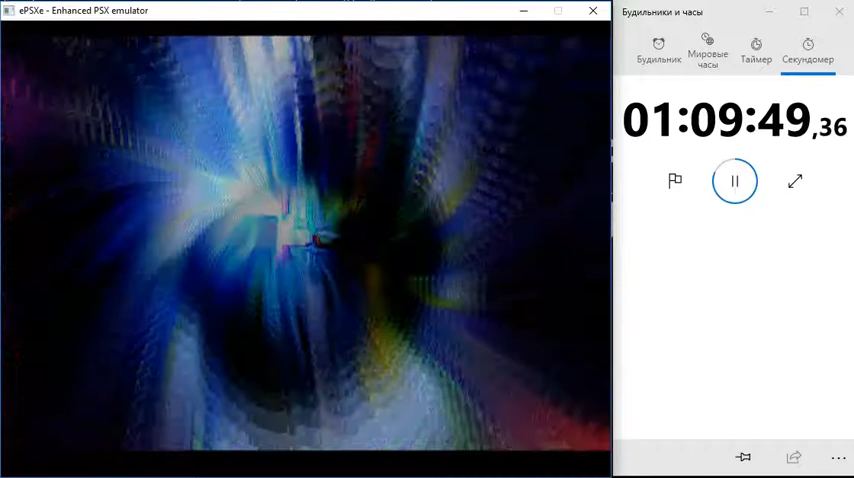 ePSXe - Enhanced PSX emulator
Будильники и часы
Будильник
Мировые часы
Таймер
Секундомер
01:09:49,36